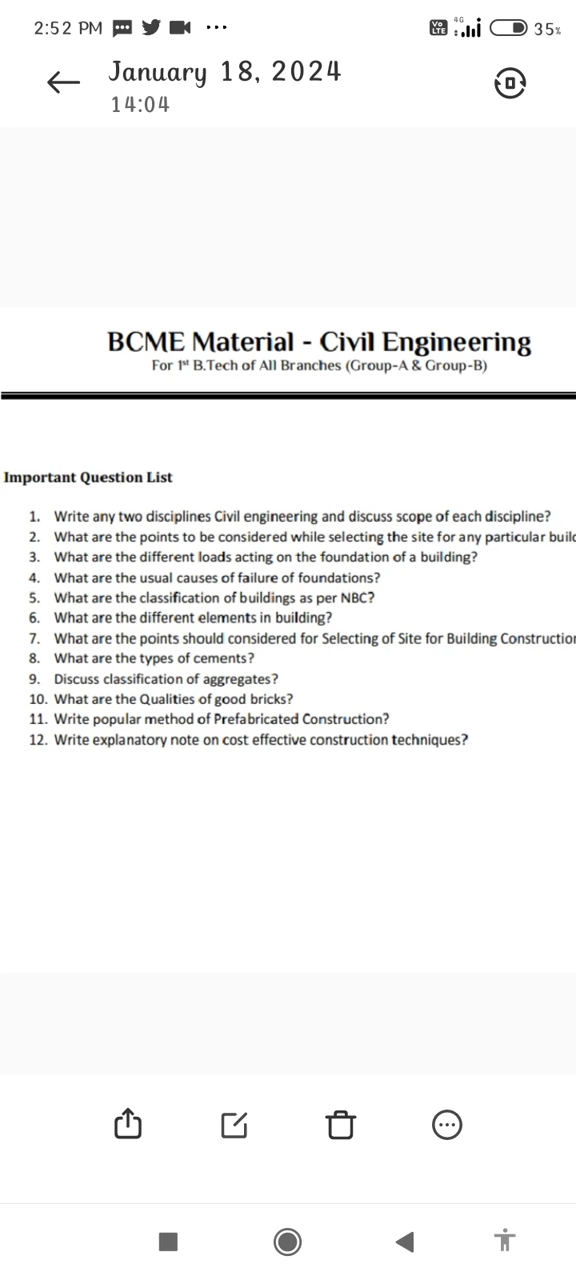 2:52 PM ...
Vo LTE 4G 35%
January 18, 2024
14:04
BCME Material - Civil Engineering
For 1st B.Tech of All Branches (Group-A & Group-B)
Important Question List
1. Write any two disciplines Civil engineering and discuss scope of each discipline?
2. What are the points to be considered while selecting the site for any particular build
3. What are the different loads acting on the foundation of a building?
4. What are the usual causes of failure of foundations?
5. What are the classification of buildings as per NBC?
6. What are the different elements in building?
7. What are the points should considered for Selecting of Site for Building Construction
8. What are the types of cements?
9. Discuss classification of aggregates?
10. What are the Qualities of good bricks?
11. Write popular method of Prefabricated Construction?
12. Write explanatory note on cost effective construction techniques?